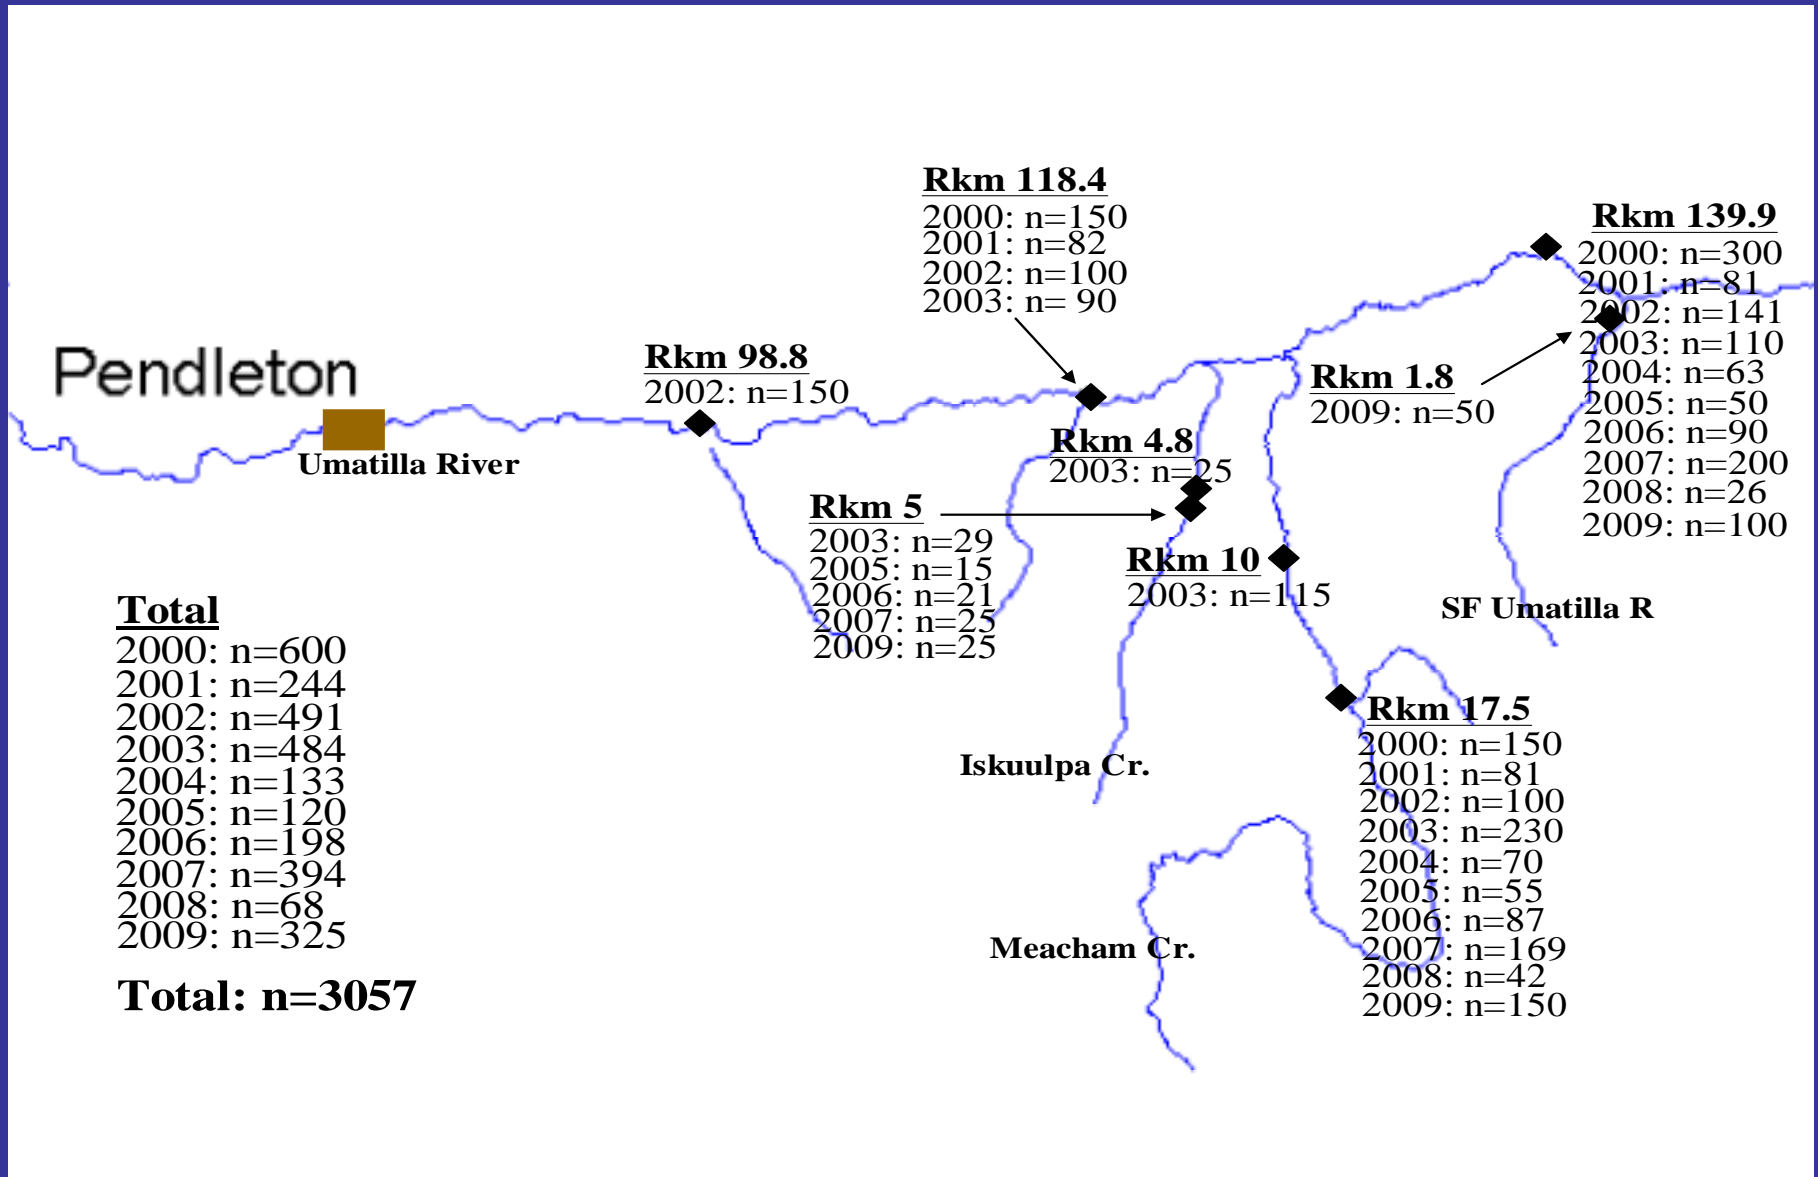 Rkm 118.4
2000: n=150
2001: n=82
2002: n=100
2003: n= 90
Rkm 139.9
2000: n=300
2001: n=81
2002: n=141
2003: n=110
2004: n=63
2005: n=50
2006: n=90
2007: n=200
2008: n=26
2009: n=100
Pendleton
Rkm 98.8
2002: n=150
Rkm 1.8
2009: n=50
Umatilla River
Rkm 4.8
2003: n=25
Rkm 5
2003: n=29
2005: n=15
2006: n=21
2007: n=25
2009: n=25
Rkm 10
2003: n=115
SF Umatilla R
Total
2000: n=600
2001: n=244
2002: n=491
2003: n=484
2004: n=133
2005: n=120
2006: n=198
2007: n=394
2008: n=68
2009: n=325
Total: n=3057
Iskuulpa Cr.
Rkm 17.5
2000: n=150
2001: n=81
2002: n=100
2003: n=230
2004: n=70
2005: n=55
2006: n=87
2007: n=169
2008: n=42
2009: n=150
Meacham Cr.